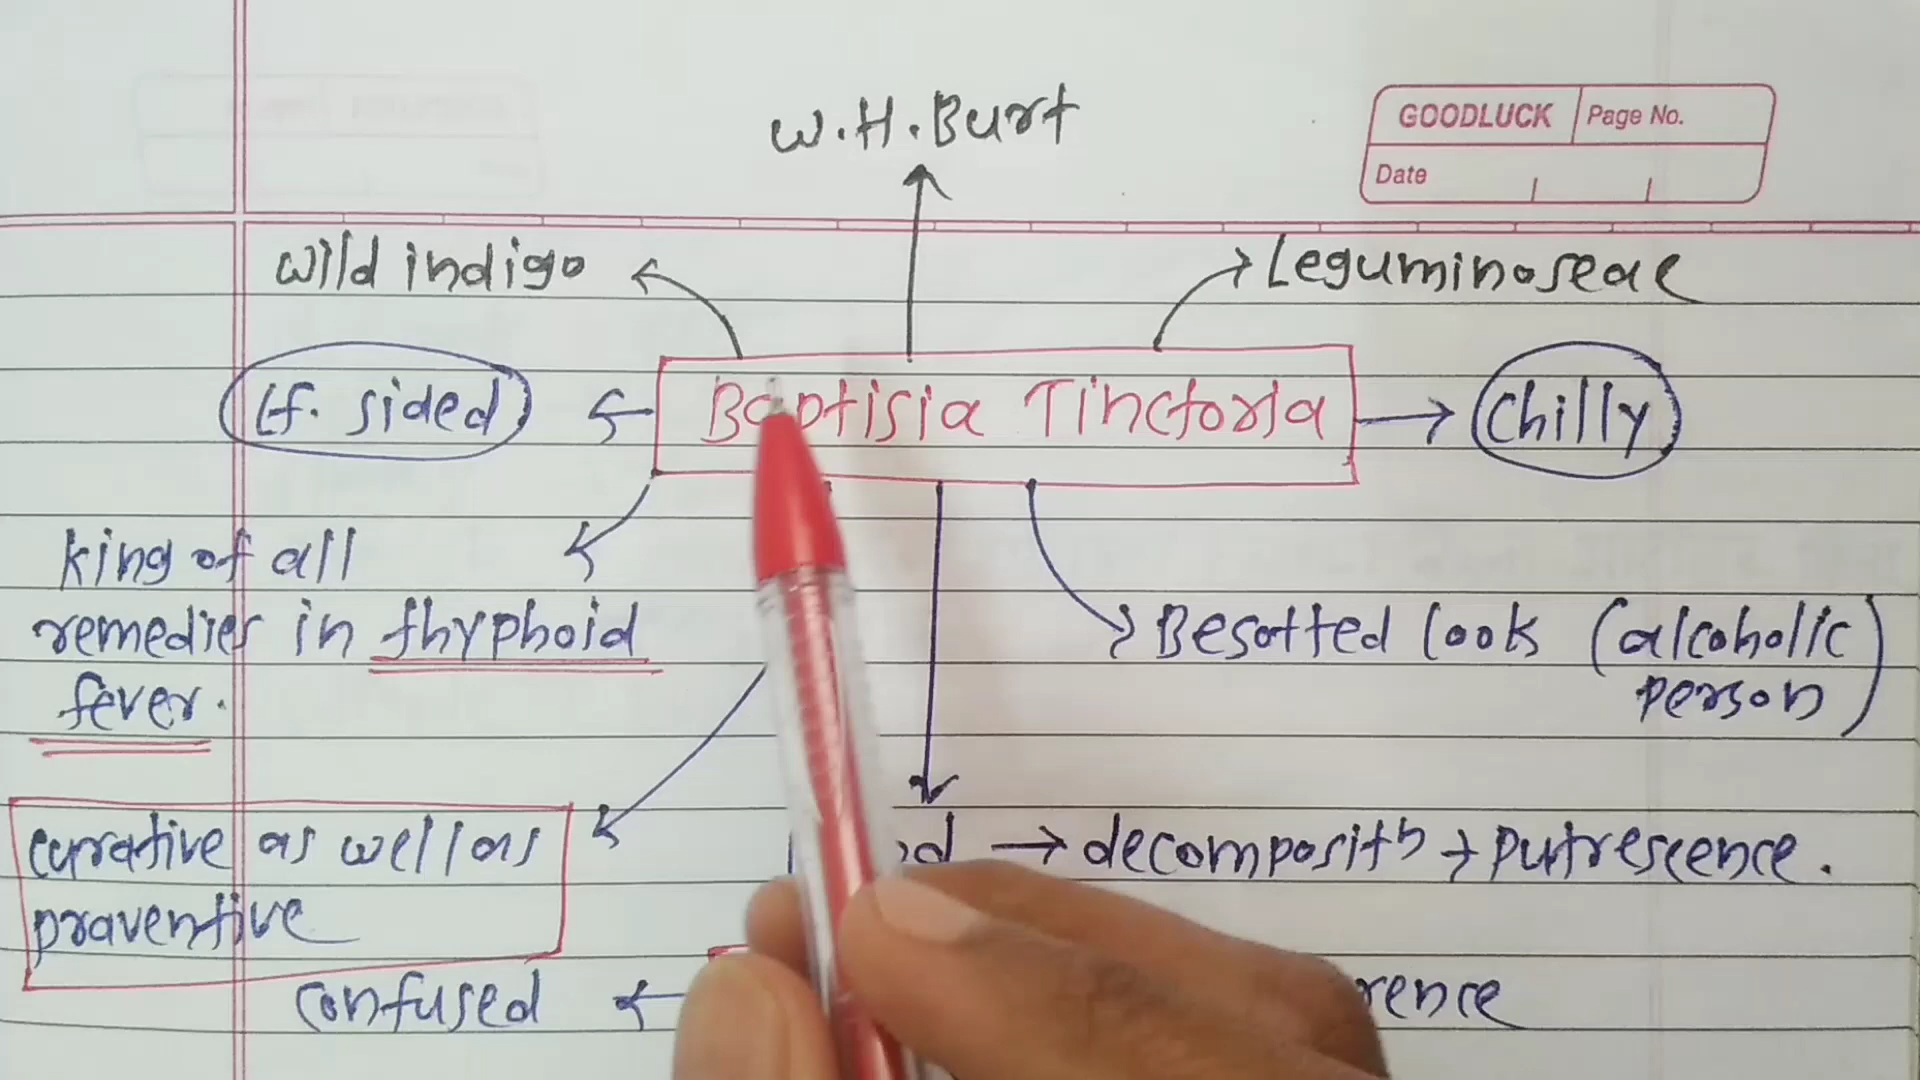 W.H.Burt
GOODLUCK Page No.
Date
Wild indigo
Leguminoseae
Lf. sided
Baptisia Tinctoria
Chilly
king of all
remedies in thyphoid
fever.
Besotted look (alcoholic
person)
curative as well as
praventive
→ decompositn + putrescence.
confused